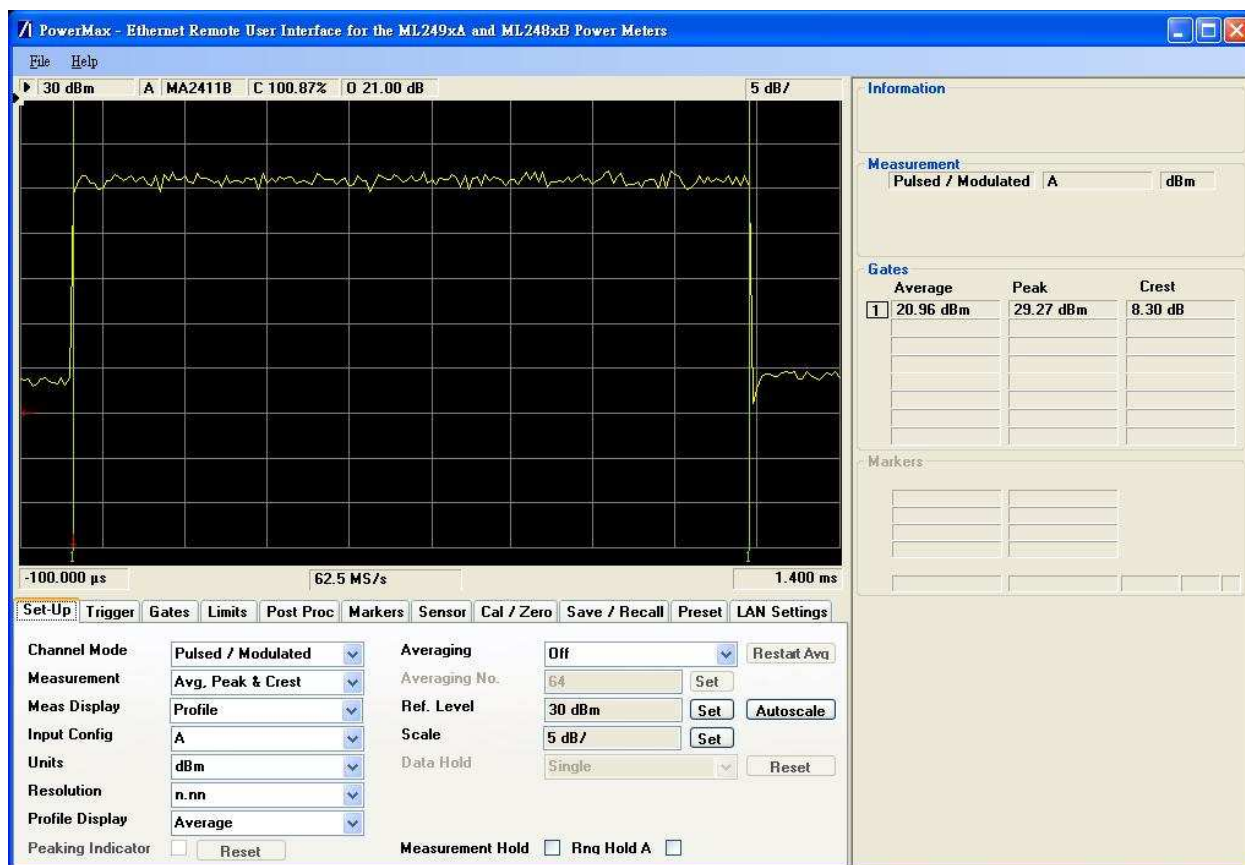 PowerMax - Ethernet Remote User Interface for the ML249xA and ML248xB Power Meters
File Help
30 dBm A MA2411B C 100.87% O 21.00 dB 5 dB/
1 1
-100.000 µs 62.5 MS/s 1.400 ms
Information
Measurement
Pulsed / Modulated A dBm
Gates
Average Peak Crest
1 20.96 dBm 29.27 dBm 8.30 dB
Markers
Set-Up Trigger Gates Limits Post Proc Markers Sensor Cal / Zero Save / Recall Preset LAN Settings
Channel Mode Pulsed / Modulated Averaging Off Restart Avg
Measurement Avg, Peak & Crest Averaging No. 64 Set
Meas Display Profile Ref. Level 30 dBm Set Autoscale
Input Config A Scale 5 dB/ Set
Units dBm Data Hold Single Reset
Resolution n.nn
Profile Display Average
Peaking Indicator Reset Measurement Hold Rng Hold A